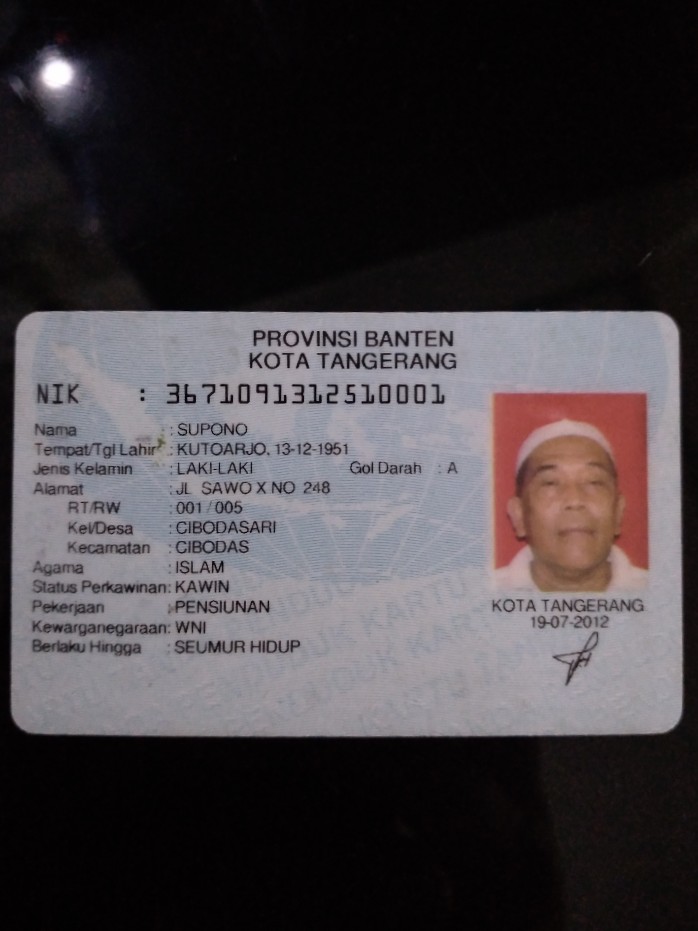 PROVINSI BANTEN
KOTA TANGERANG
NIK : 3671091312510001
Nama : SUPONO
Tempat/Tgl Lahir : KUTOARJO, 13-12-1951
Jenis Kelamin : LAKI-LAKI Gol Darah : A
Alamat : JL SAWO X NO 248
RT/RW : 001/005
Kel/Desa : CIBODASARI
Kecamatan : CIBODAS
Agama : ISLAM
Status Perkawinan: KAWIN
Pekerjaan : PENSIUNAN
Kewarganegaraan: WNI
Berlaku Hingga : SEUMUR HIDUP
KOTA TANGERANG
19-07-2012